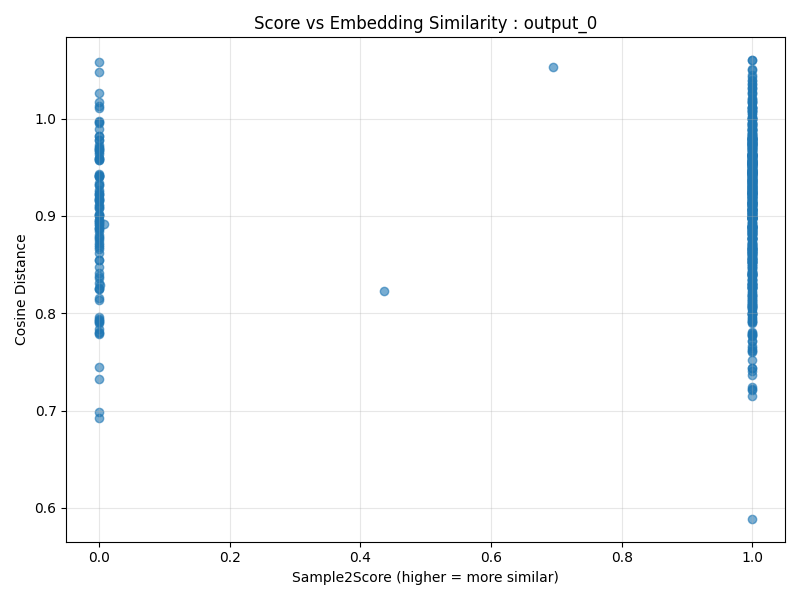 Score vs Embedding Similarity : output_0
Cosine Distance
1.0
0.9
0.8
0.7
0.6
0.0 0.2 0.4 0.6 0.8 1.0
Sample2Score (higher = more similar)